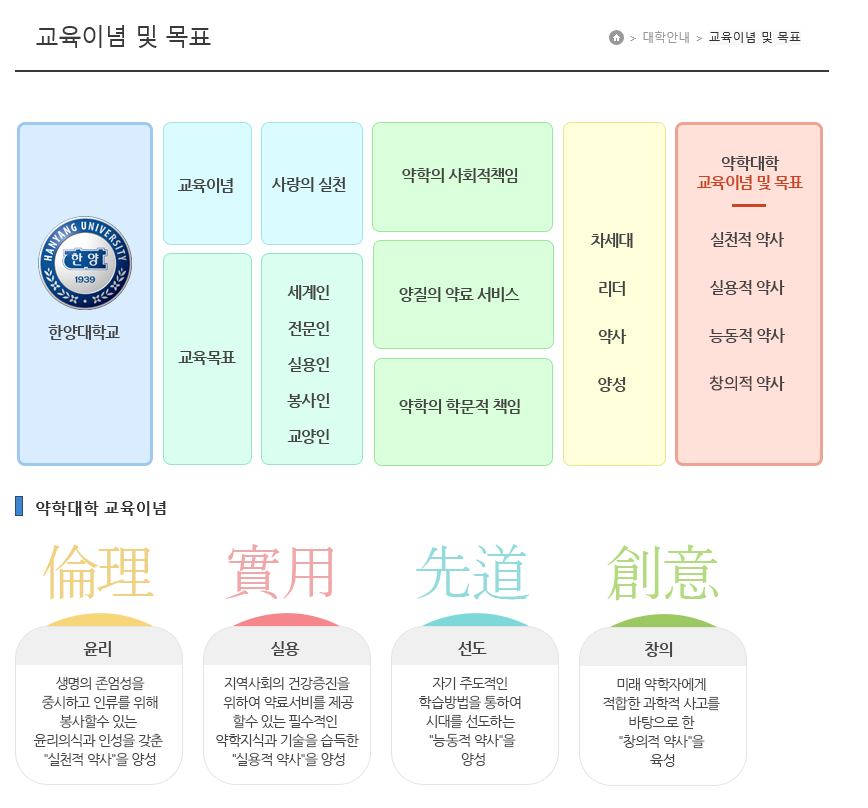 교육이념 및 목표
> 대학안내 > 교육이념 및 목표
HANYANG UNIVERSITY
한양
1939
한양대학교
교육이념
사랑의 실천
교육목표
세계인
전문인
실용인
봉사인
교양인
약학의 사회적책임
양질의 약료 서비스
약학의 학문적 책임
차세대
리더
약사
양성
약학대학
교육이념 및 목표
실천적 약사
실용적 약사
능동적 약사
창의적 약사
약학대학 교육이념
倫理
윤리
생명의 존엄성을
중시하고 인류를 위해
봉사할수 있는
윤리의식과 인성을 갖춘
"실천적 약사"을 양성
實用
실용
지역사회의 건강증진을
위하여 약료서비를 제공
할수 있는 필수적인
약학지식과 기술을 습득한
"실용적 약사"을 양성
先道
선도
자기 주도적인
학습방법을 통하여
시대를 선도하는
"능동적 약사"을
양성
創意
창의
미래 약학자에게
적합한 과학적 사고를
바탕으로 한
"창의적 약사"을
육성